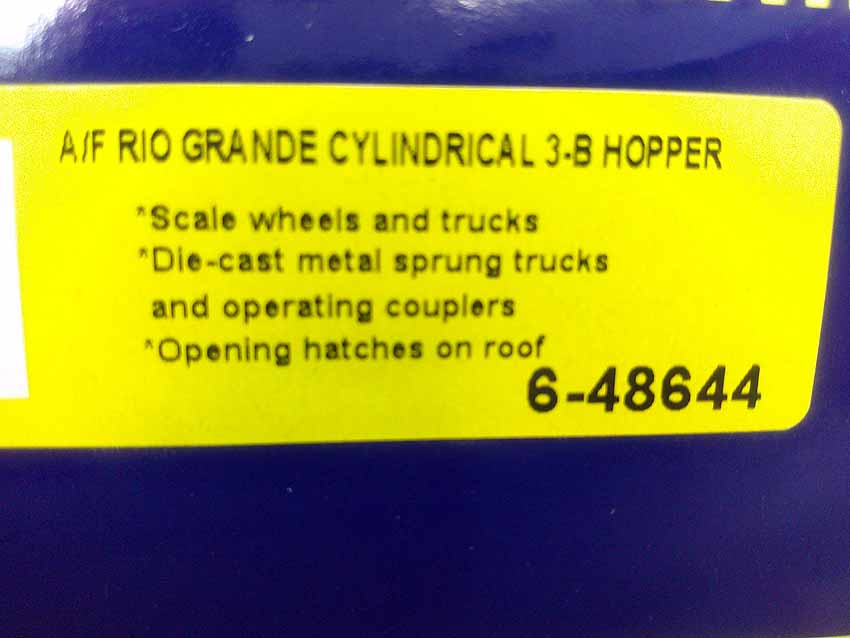 A/F RIO GRANDE CYLINDRICAL 3-B HOPPER
*Scale wheels and trucks
*Die-cast metal sprung trucks
and operating couplers
*Opening hatches on roof
6-48644